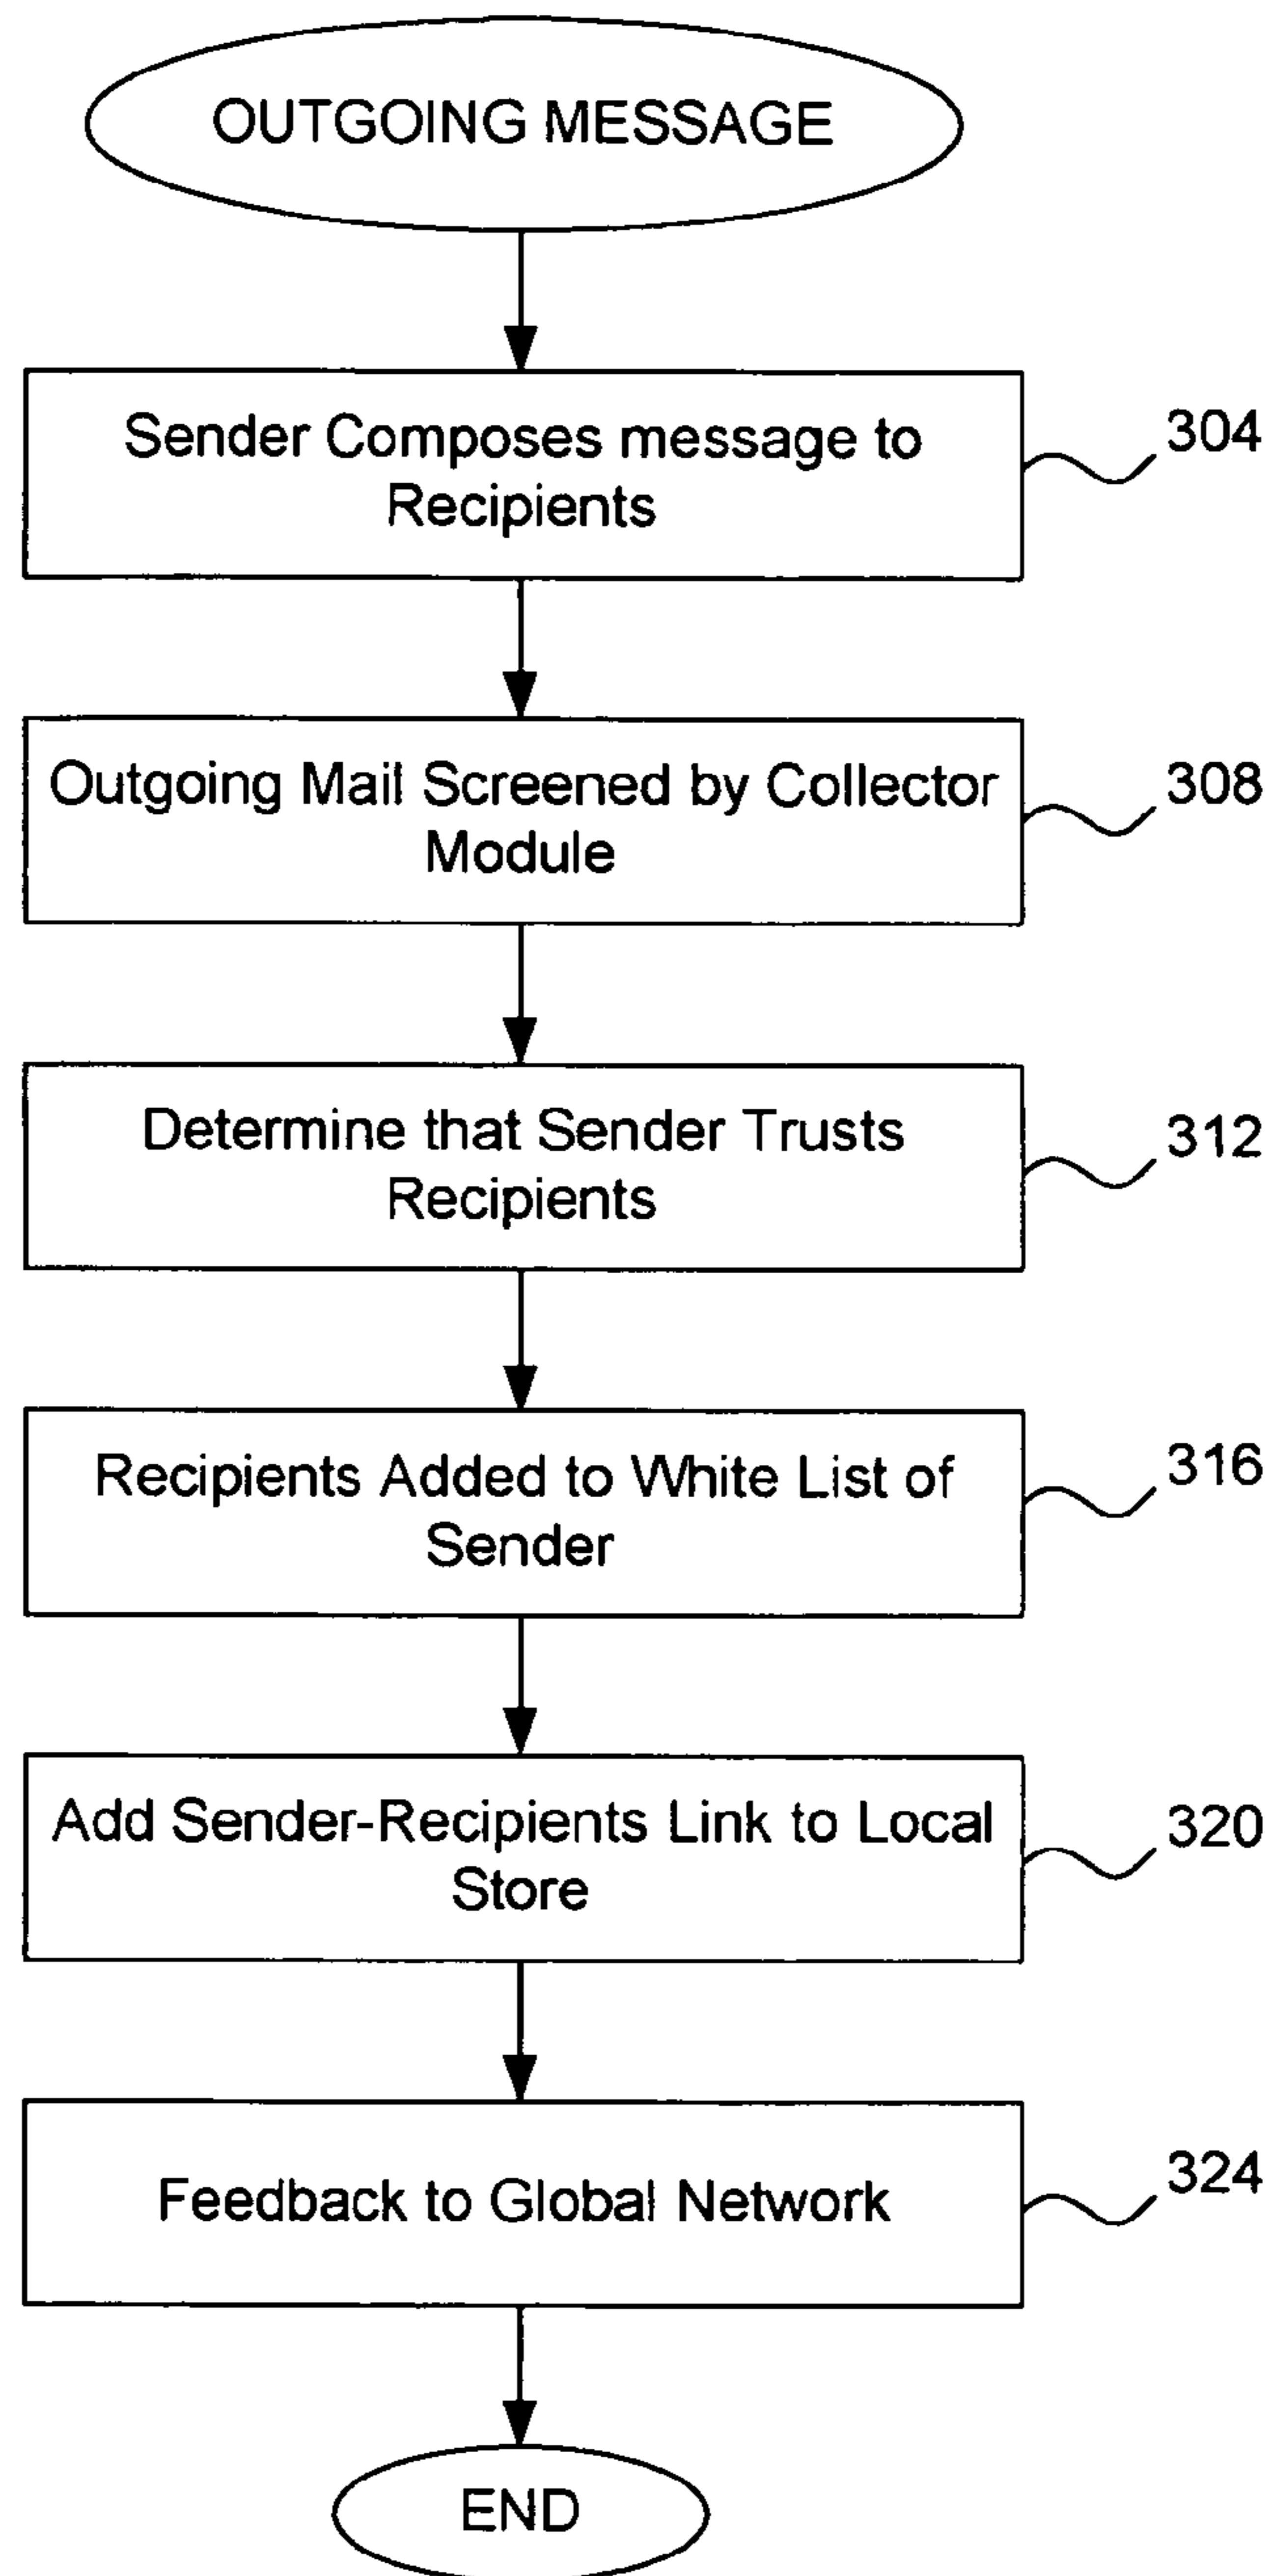 OUTGOING MESSAGE
Sender Composes message to
Recipients
304
Outgoing Mail Screened by Collector
Module
308
Determine that Sender Trusts
Recipients
312
Recipients Added to White List of
Sender
316
Add Sender-Recipients Link to Local
Store
320
Feedback to Global Network
324
END